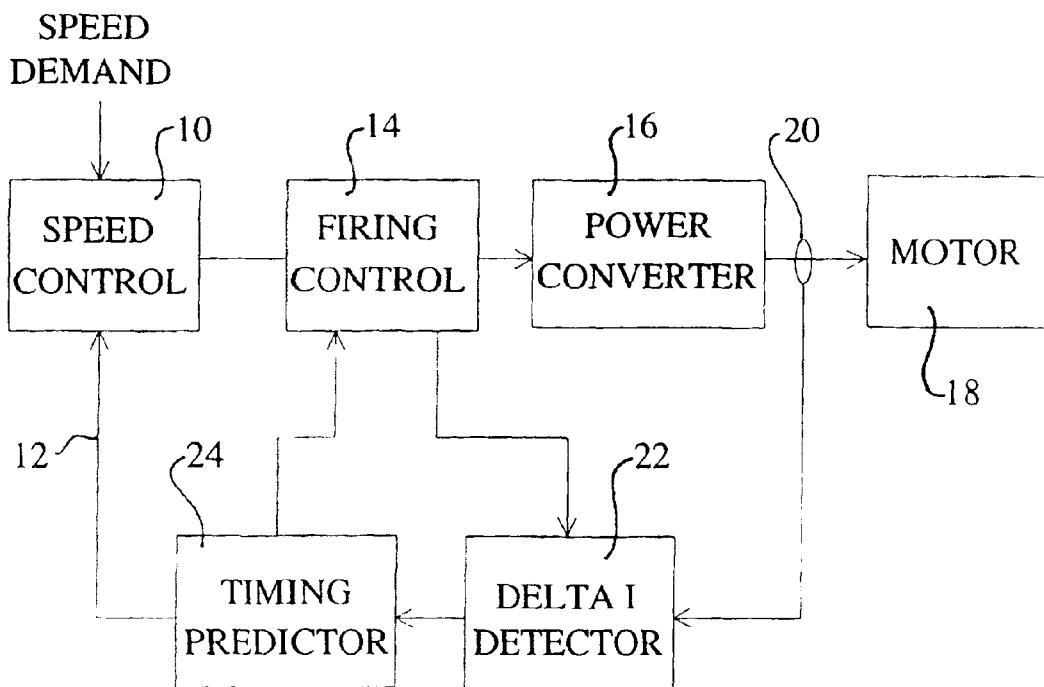 SPEED
DEMAND
10
14
16
20
SPEED
CONTROL
FIRING
CONTROL
POWER
CONVERTER
MOTOR
18
12
24
22
TIMING
PREDICTOR
DELTA I
DETECTOR